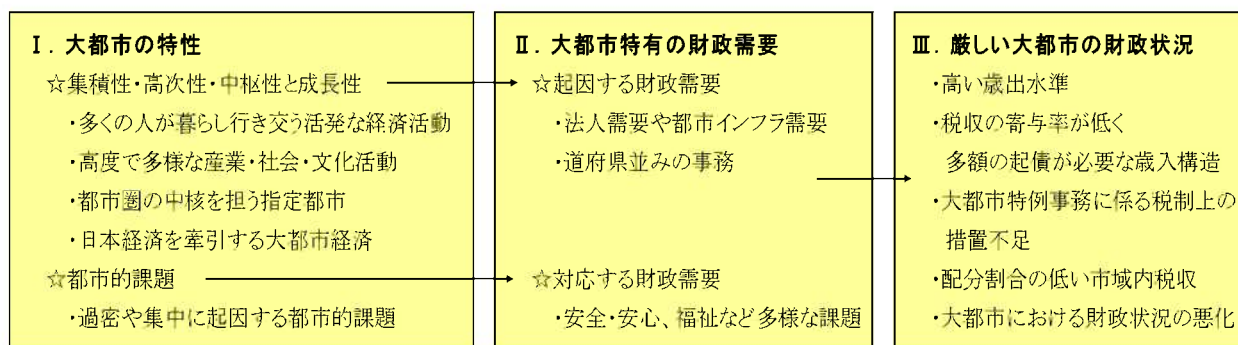 Ⅰ. 大都市の特性
☆集積性・高次性・中枢性と成長性
・多くの人が暮らし行き交う活発な経済活動
・高度で多様な産業・社会・文化活動
・都市圏の中核を担う指定都市
・日本経済を牽引する大都市経済
☆都市的課題
・過密や集中に起因する都市的課題
Ⅱ. 大都市特有の財政需要
☆起因する財政需要
・法人需要や都市インフラ需要
・道府県並みの事務
☆対応する財政需要
・安全・安心、福祉など多様な課題
Ⅲ. 厳しい大都市の財政状況
・高い歳出水準
・税収の寄与率が低く
多額の起債が必要な歳入構造
・大都市特例事務に係る税制上の
措置不足
・配分割合の低い市域内税収
・大都市における財政状況の悪化